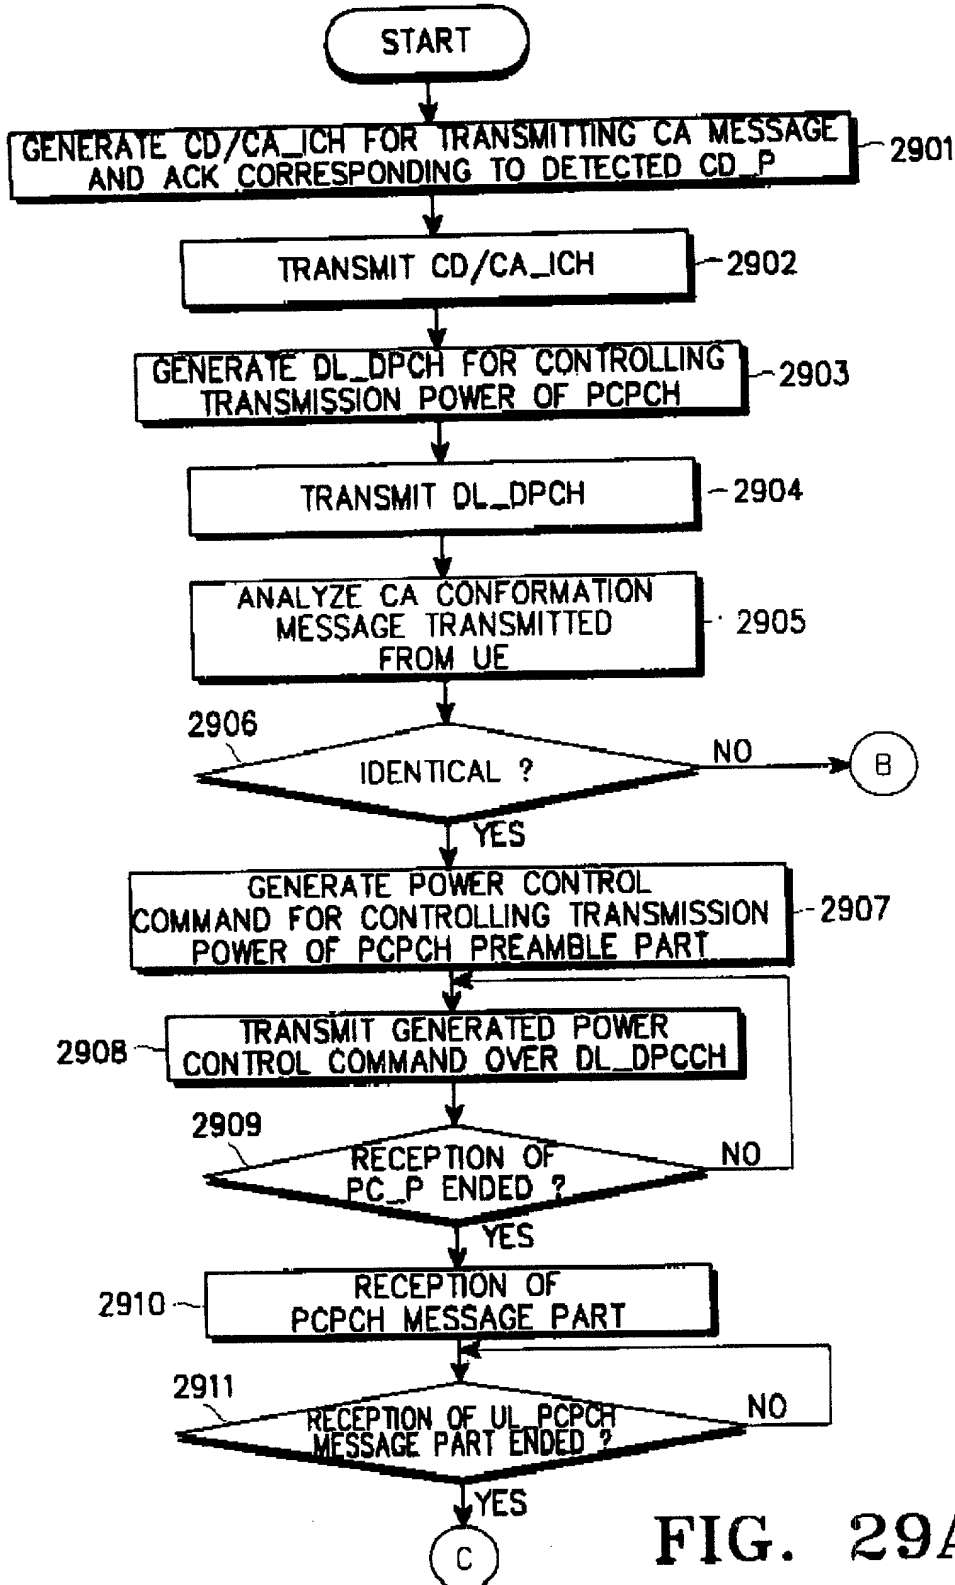 START
GENERATE CD/CA_ICH FOR TRANSMITTING CA MESSAGE
AND ACK CORRESPONDING TO DETECTED CD_P
2901
TRANSMIT CD/CA_ICH
2902
GENERATE DL_DPCH FOR CONTROLLING
TRANSMISSION POWER OF PCPCH
2903
TRANSMIT DL_DPCH
2904
ANALYZE CA CONFORMATION
MESSAGE TRANSMITTED
FROM UE
2905
2906
IDENTICAL ?
NO
B
YES
GENERATE POWER CONTROL
COMMAND FOR CONTROLLING TRANSMISSION
POWER OF PCPCH PREAMBLE PART
2907
TRANSMIT GENERATED POWER
CONTROL COMMAND OVER DL_DPCCH
2908
2909
RECEPTION OF
PC_P ENDED ?
NO
YES
RECEPTION OF
PCPCH MESSAGE PART
2910
2911
RECEPTION OF UL_PCPCH
MESSAGE PART ENDED ?
NO
YES
C
FIG. 29A